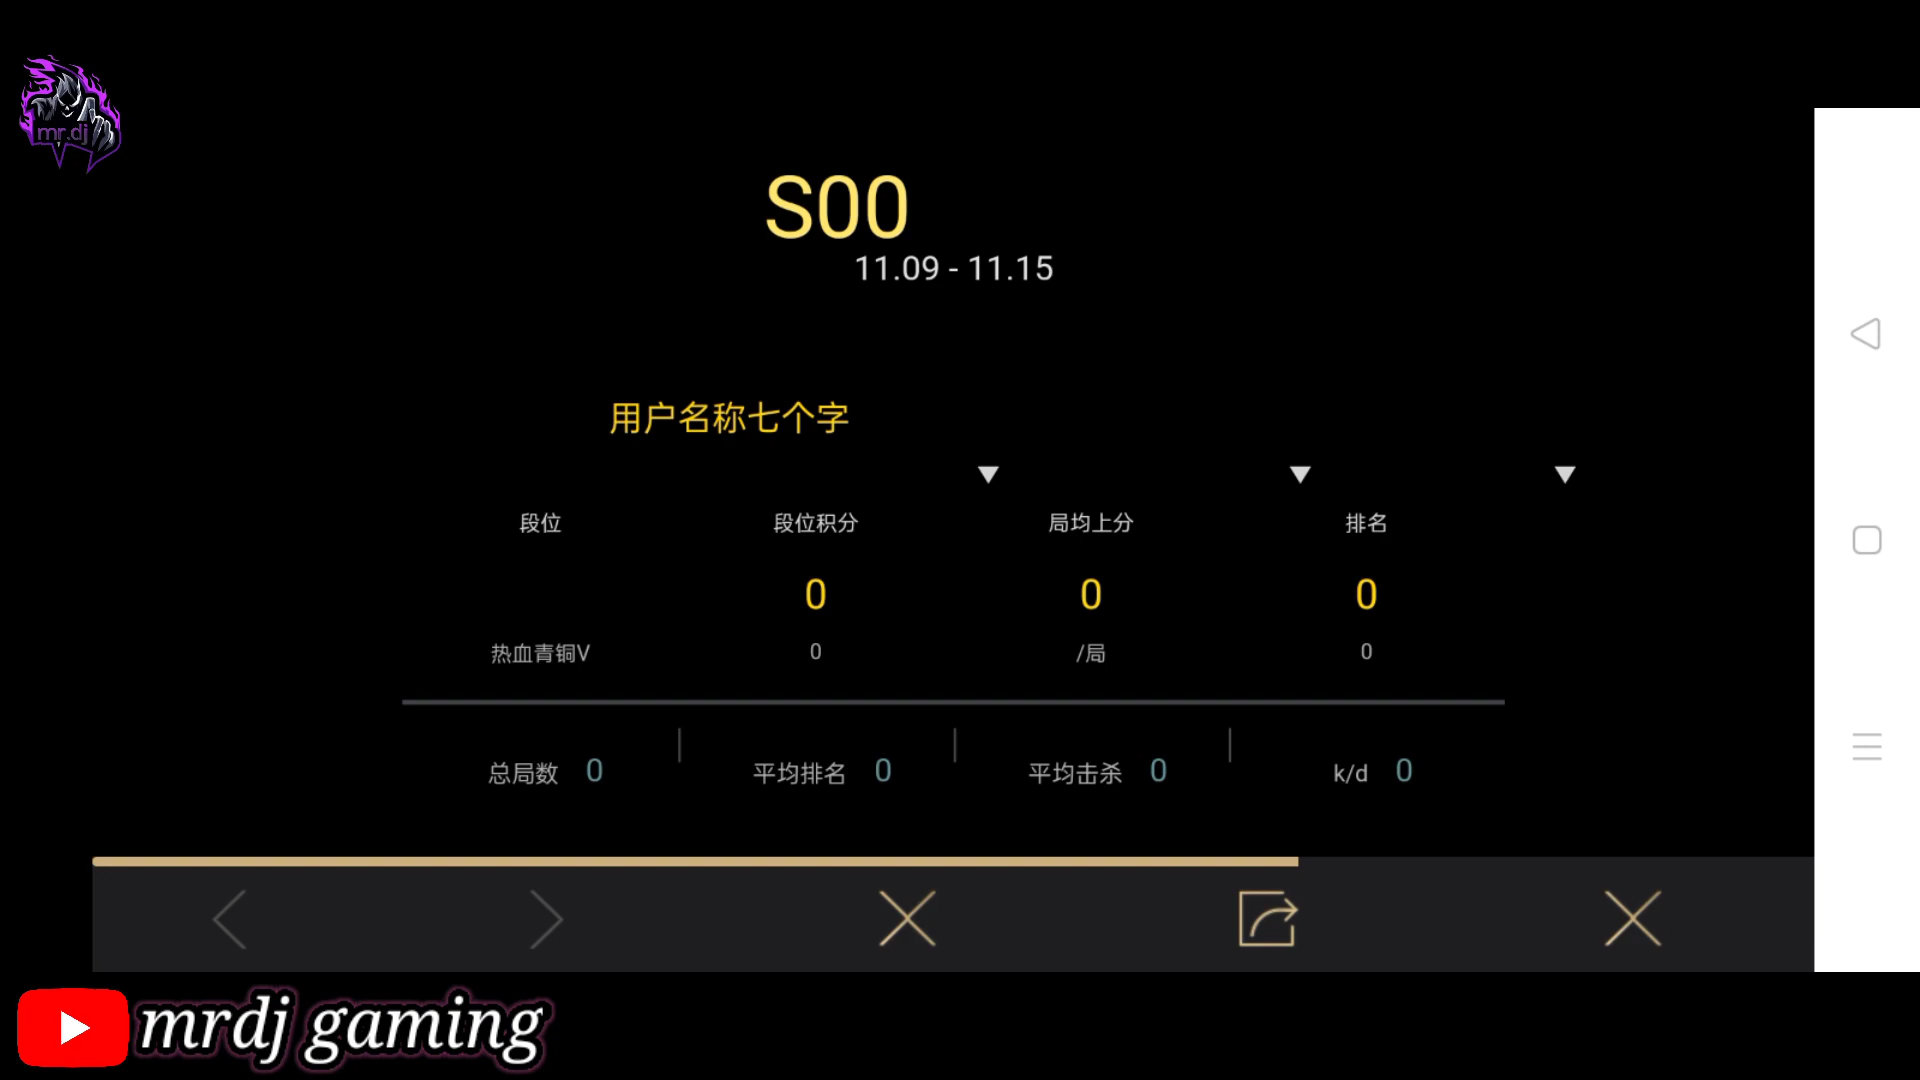 mr.dj
S00
11.09 - 11.15
用户名称七个字
段位 段位积分 局均上分 排名
0 0 0
热血青铜V 0 /局 0
总局数 0 平均排名 0 平均击杀 0 k/d 0
mrdj gaming